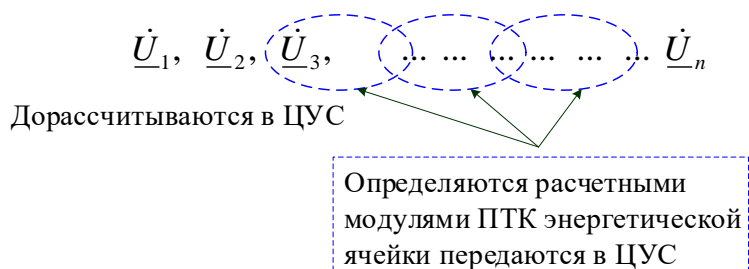 U̲̇₁, U̲̇₂, U̲̇₃, ... ... ... ... ... ... U̲̇ₙ
Дорассчитываются в ЦУС
Определяются расчетными
модулями ПТК энергетической
ячейки передаются в ЦУС